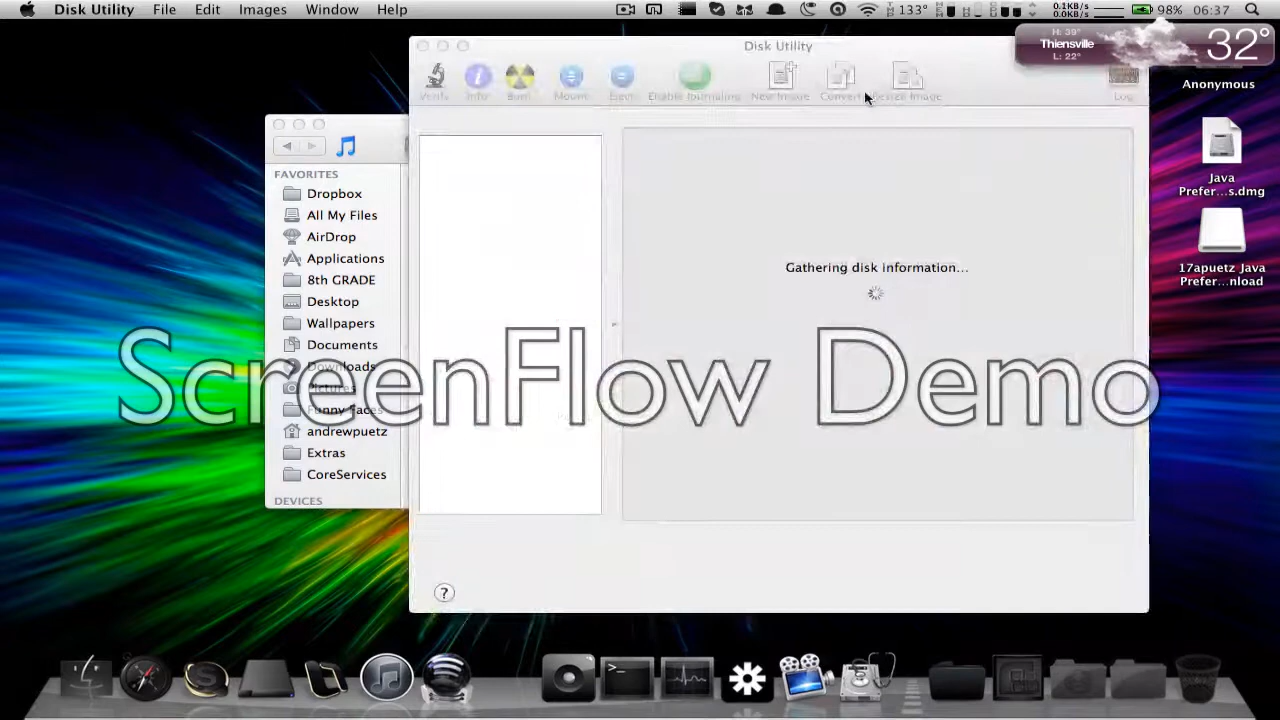 Disk Utility File Edit Images Window Help 133° 0.1KB/s 0.0KB/s 98% 06:37
Disk Utility
H: 39°
Thiensville
L: 22°
32°
Verify Info Burn Mount Eject Enable Journaling New Image Convert Resize Image Log
Anonymous
FAVORITES
Dropbox
All My Files
AirDrop
Applications
8th GRADE
Desktop
Wallpapers
Documents
Downloads
Pictures
Funny Faces
andrewpuetz
Extras
CoreServices
DEVICES
Gathering disk information...
Java
Prefer...s.dmg
17apuetz Java
Prefer...nload
ScreenFlow Demo
?
>_